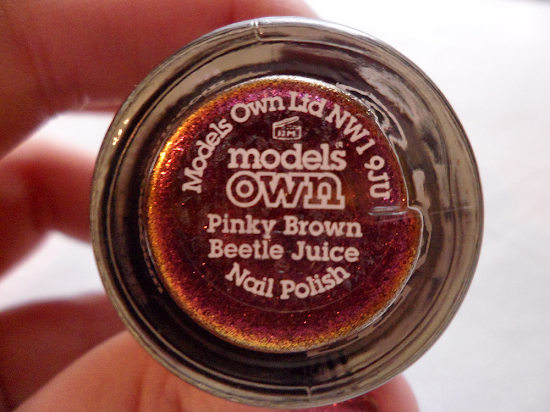 Models Own Ltd NW1 9JU
12M
models
own
Pinky Brown
Beetle Juice
Nail Polish